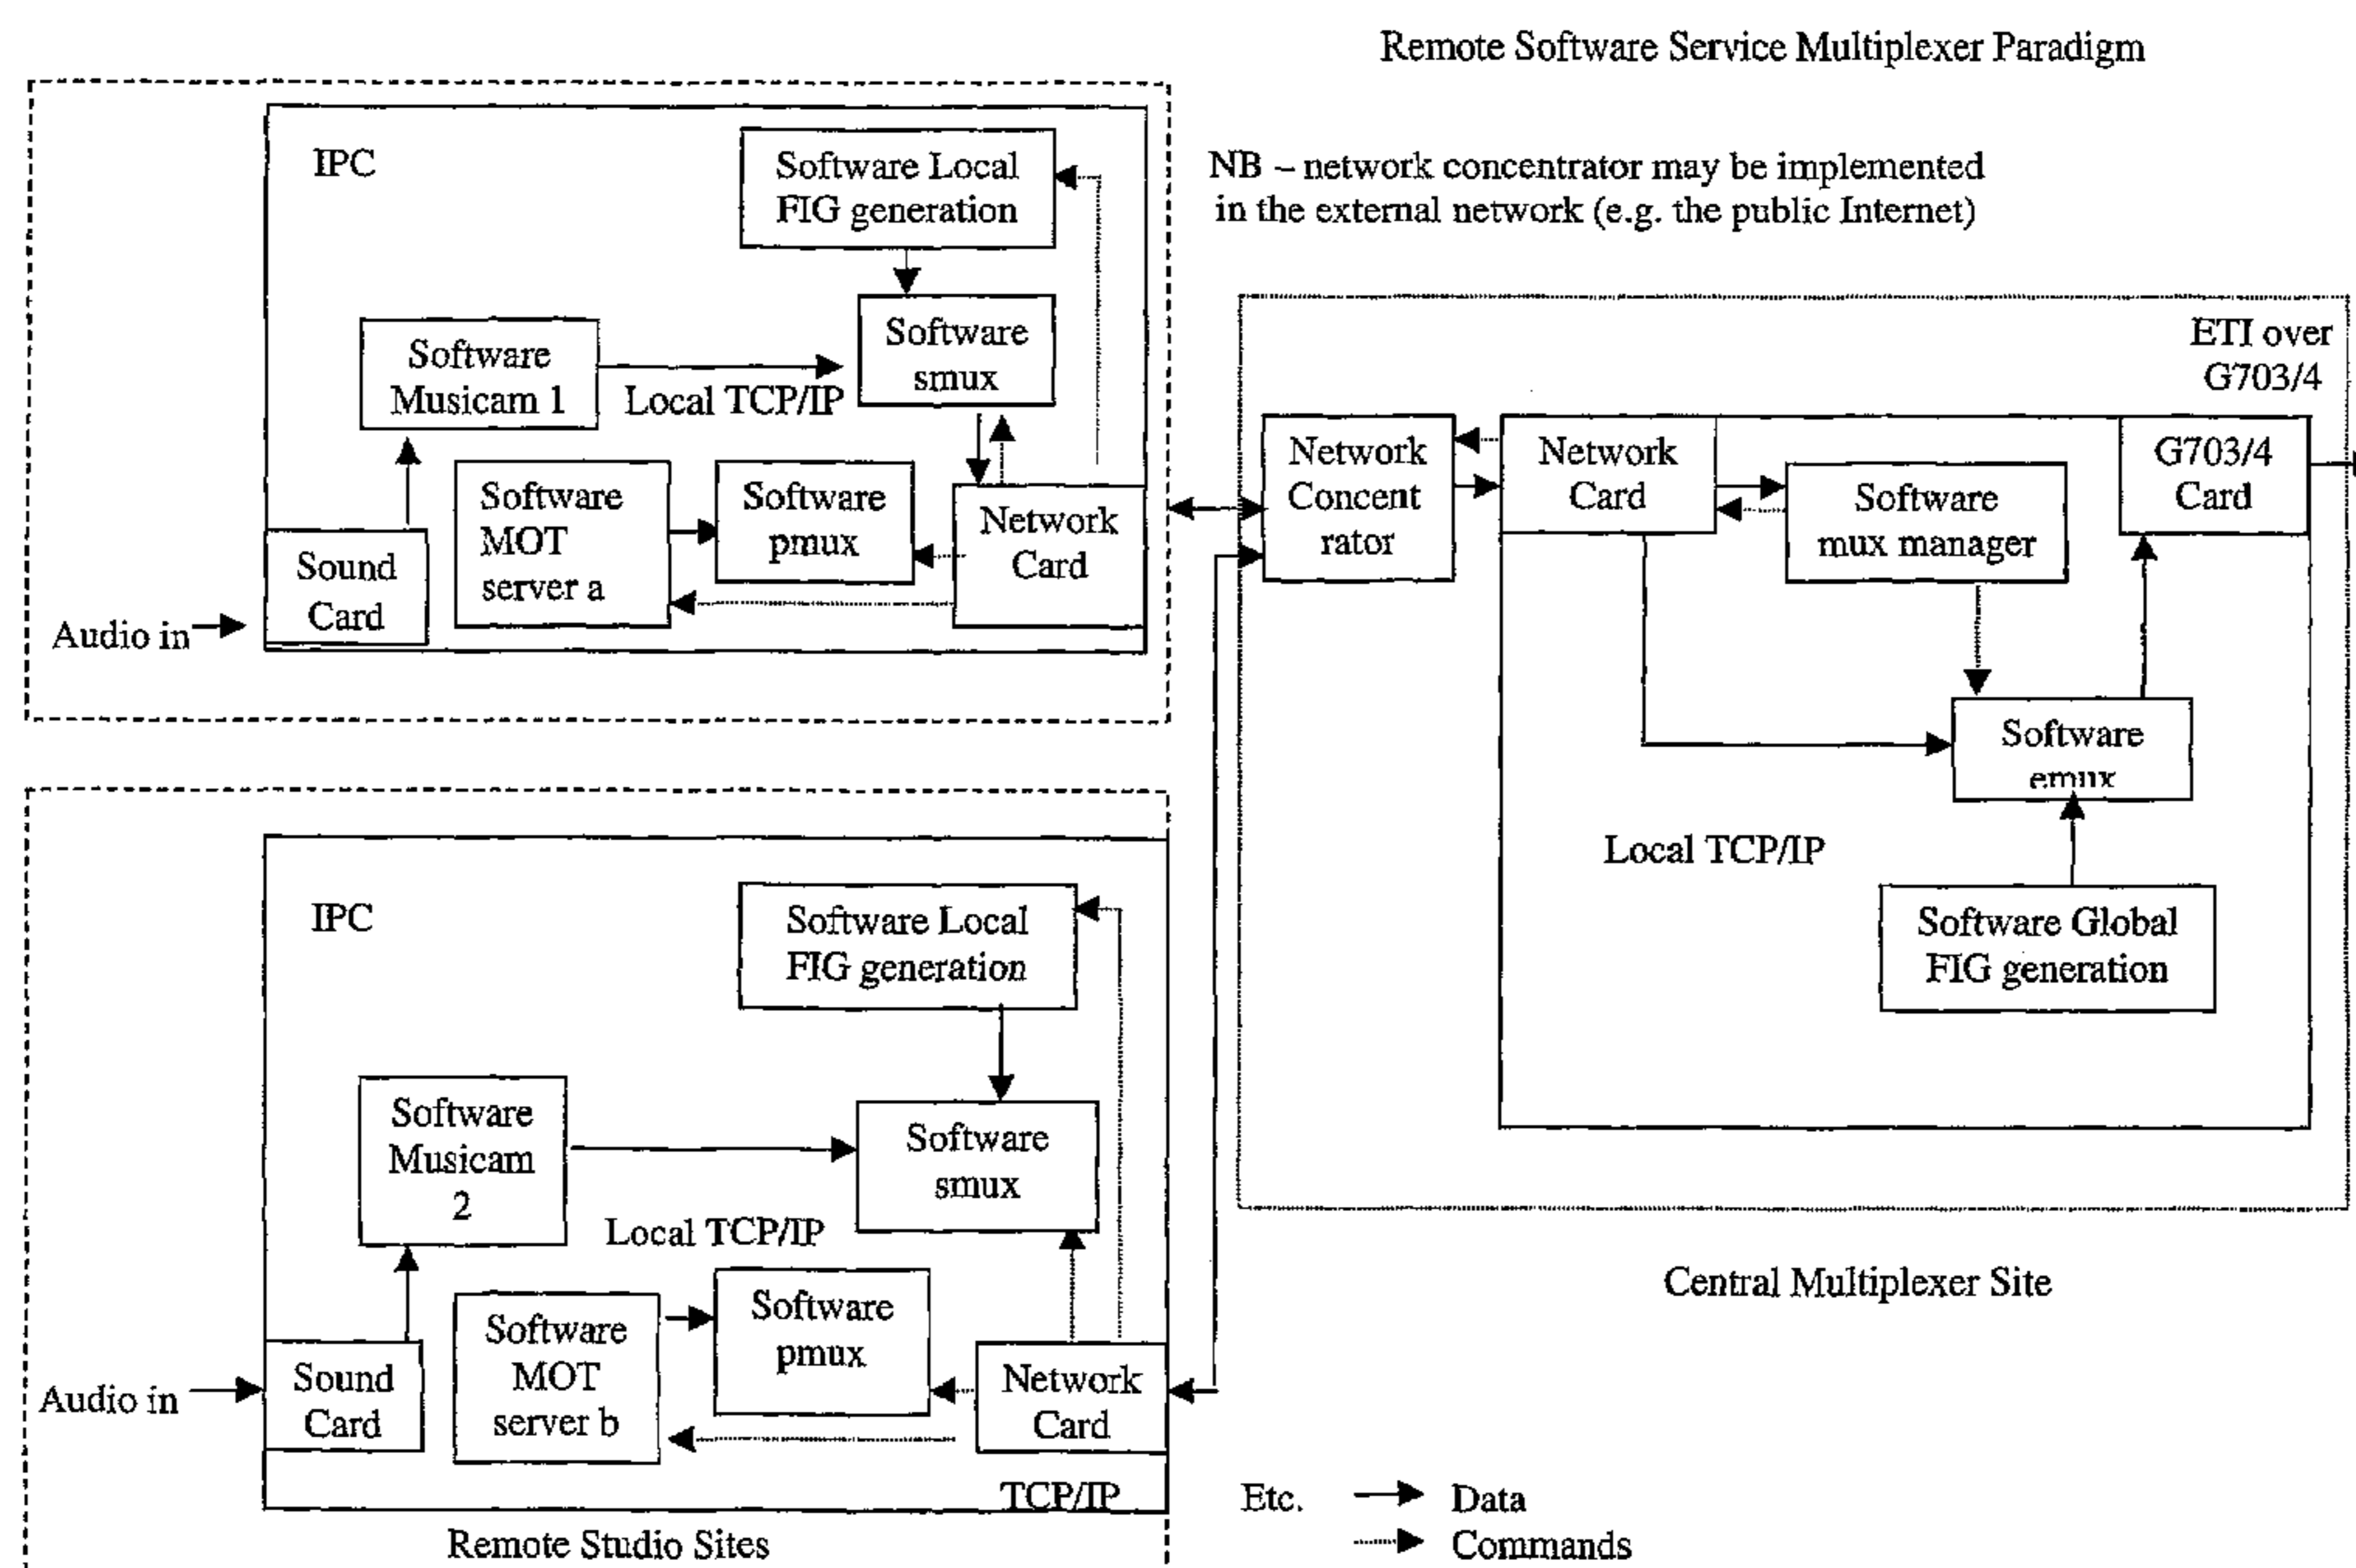 Remote Software Service Multiplexer Paradigm
IPC
Software Local
FIG generation
NB – network concentrator may be implemented
in the external network (e.g. the public Internet)
Software
smux
Software
Musicam 1
Local TCP/IP
Software
MOT
server a
Software
pmux
Network
Card
Sound
Card
Audio in
ETI over
G703/4
Network
Concent
rator
Network
Card
Software
mux manager
G703/4
Card
Software
emux
Local TCP/IP
Software Global
FIG generation
Central Multiplexer Site
IPC
Software Local
FIG generation
Software
Musicam
2
Software
smux
Local TCP/IP
Software
MOT
server b
Software
pmux
Network
Card
Sound
Card
Audio in
TCP/IP
Remote Studio Sites
Etc.
Data
Commands